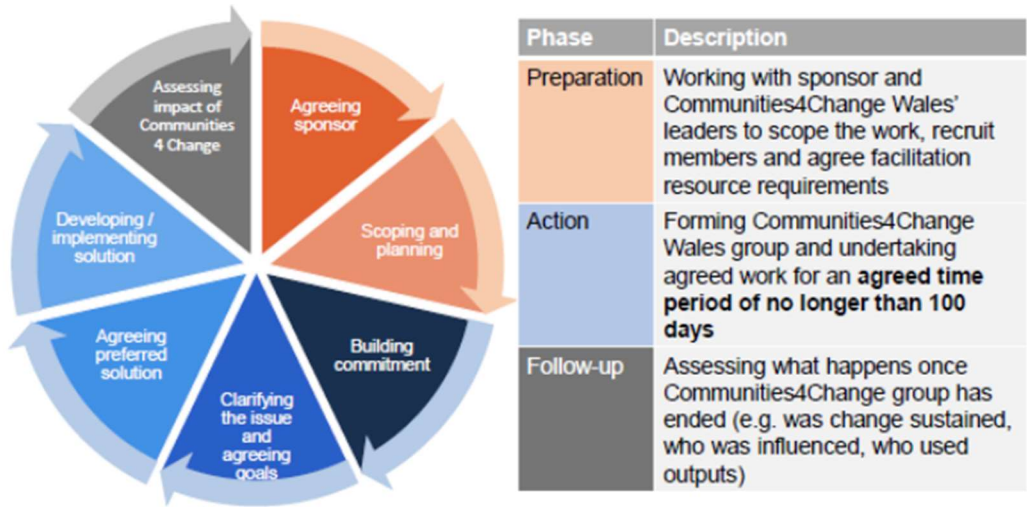 Assessing
impact of
Communities
4 Change
Agreeing
sponsor
Scoping and
planning
Building
commitment
Clarifying
the issue
and
agreeing
goals
Agreeing
preferred
solution
Developing /
implementing
solution
Phase
Description
Preparation
Working with sponsor and
Communities4Change Wales'
leaders to scope the work, recruit
members and agree facilitation
resource requirements
Action
Forming Communities4Change
Wales group and undertaking
agreed work for an agreed time
period of no longer than 100
days
Follow-up
Assessing what happens once
Communities4Change group has
ended (e.g. was change sustained,
who was influenced, who used
outputs)